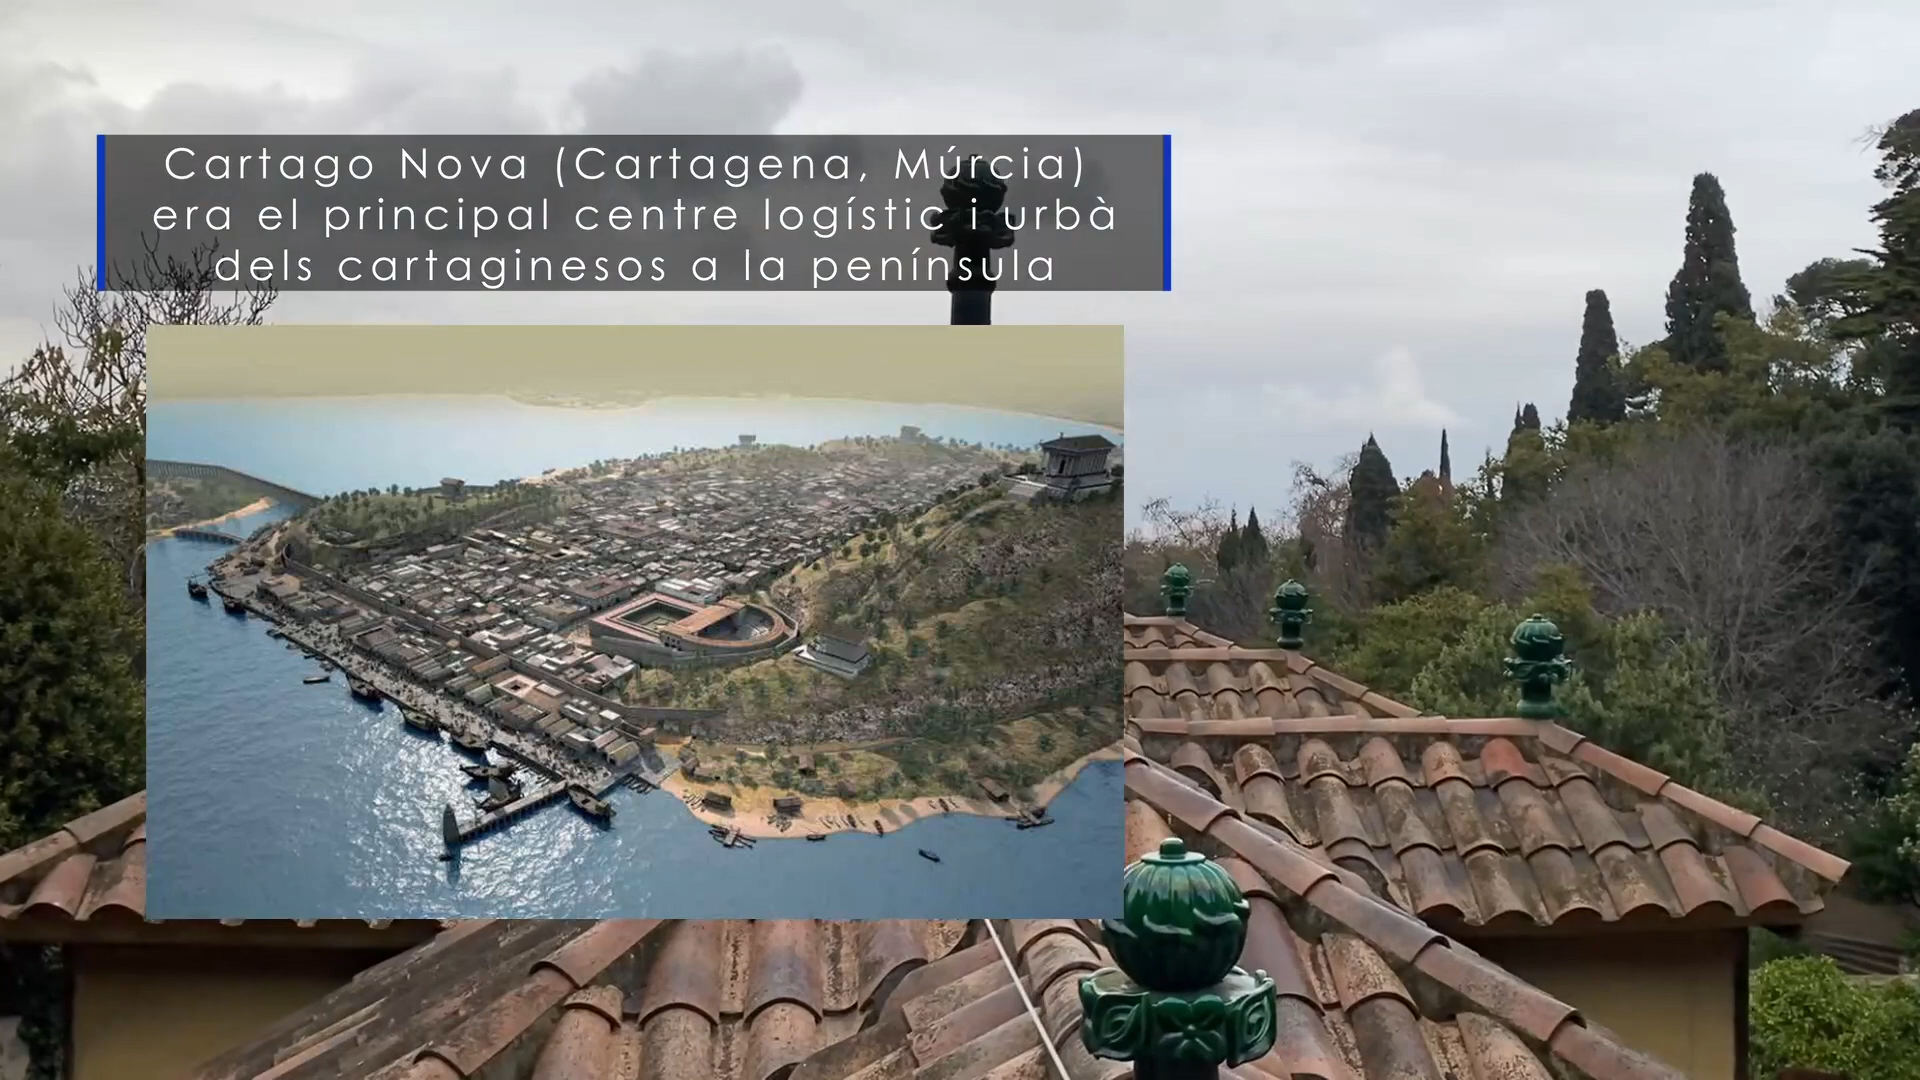 Cartago Nova (Cartagena, Múrcia)
era el principal centre logístic i urbà
dels cartaginesos a la península